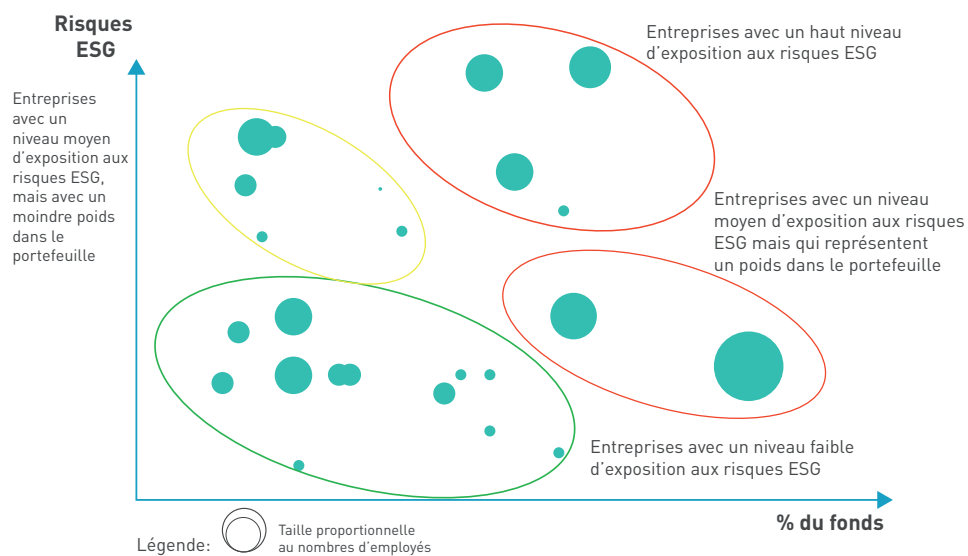 Risques
ESG
Entreprises
avec un
niveau moyen
d'exposition aux
risques ESG,
mais avec un
moindre poids
dans le
portefeuille
Entreprises avec un haut niveau
d'exposition aux risques ESG
Entreprises avec un niveau
moyen d'exposition aux risques
ESG mais qui représentent
un poids dans le portefeuille
Entreprises avec un niveau faible
d'exposition aux risques ESG
% du fonds
Légende:
Taille proportionnelle
au nombres d'employés